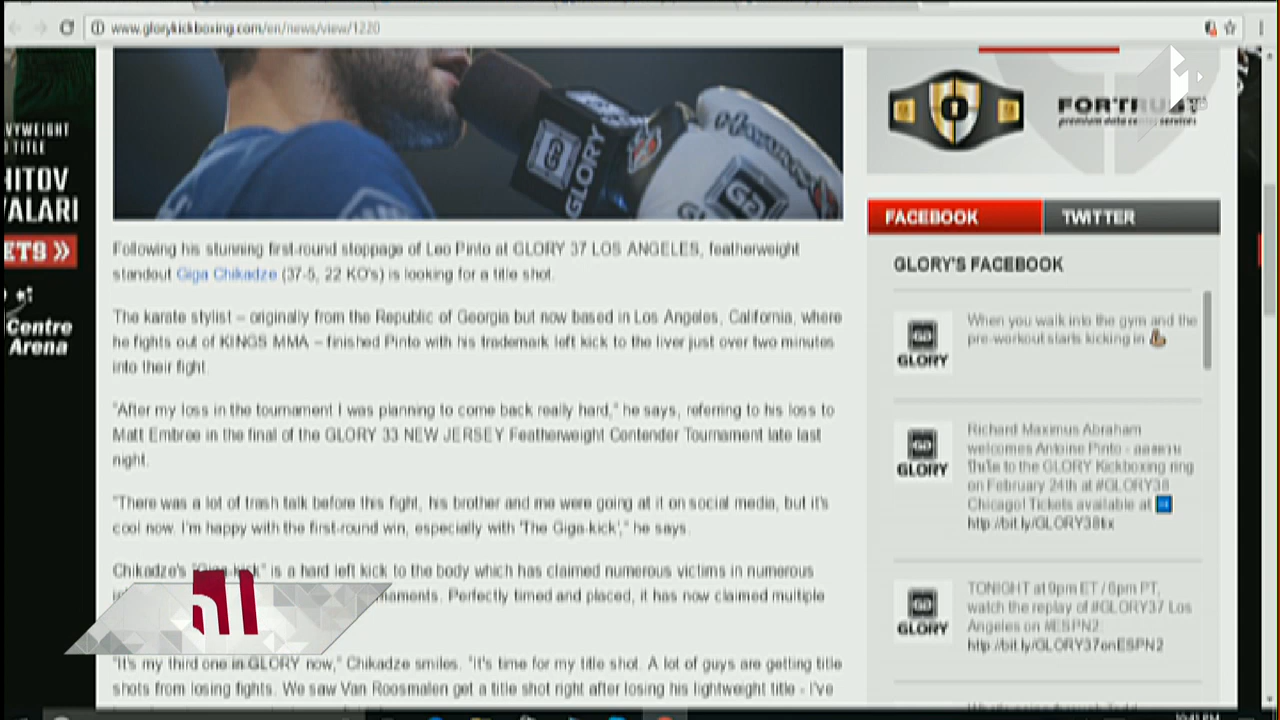 www.glorykickboxing.com/en/news/view/1220
GLORY
FORTRUST
premium data services
VYWEIGHT
TITLE
HITOV
VALARI
ETS »
Centre
Arena
Following his stunning first-round stoppage of Leo Pinto at GLORY 37 LOS ANGELES, featherweight
standout Giga Chikadze (37-5, 22 KO's) is looking for a title shot.
The karate stylist – originally from the Republic of Georgia but now based in Los Angeles, California, where
he fights out of KINGS MMA – finished Pinto with his trademark left kick to the liver just over two minutes
into their fight.
"After my loss in the tournament I was planning to come back really hard," he says, referring to his loss to
Matt Embree in the final of the GLORY 33 NEW JERSEY Featherweight Contender Tournament late last
night.
"There was a lot of trash talk before this fight, his brother and me were going at it on social media, but it's
cool now. I'm happy with the first-round win, especially with 'The Giga-kick'," he says.
Chikadze's "Giga-kick" is a hard left kick to the body which has claimed numerous victims in numerous
naments. Perfectly timed and placed, it has now claimed multiple
"It's my third one in GLORY now," Chikadze smiles. "It's time for my title shot. A lot of guys are getting title
shots from losing fights. We saw Van Roosmalen get a title shot right after losing his lightweight title - I've
FACEBOOK
TWITTER
GLORY'S FACEBOOK
GLORY
When you walk into the gym and the
pre-workout starts kicking in
GLORY
Richard Maximus Abraham
welcomes Antoine Pinto -
to the GLORY Kickboxing ring
on February 24th at #GLORY38
Chicago! Tickets available at
http://bit.ly/GLORY38tix
GLORY
TONIGHT at 9pm ET / 6pm PT,
watch the replay of #GLORY37 Los
Angeles on #ESPN2:
http://bit.ly/GLORY37onESPN2